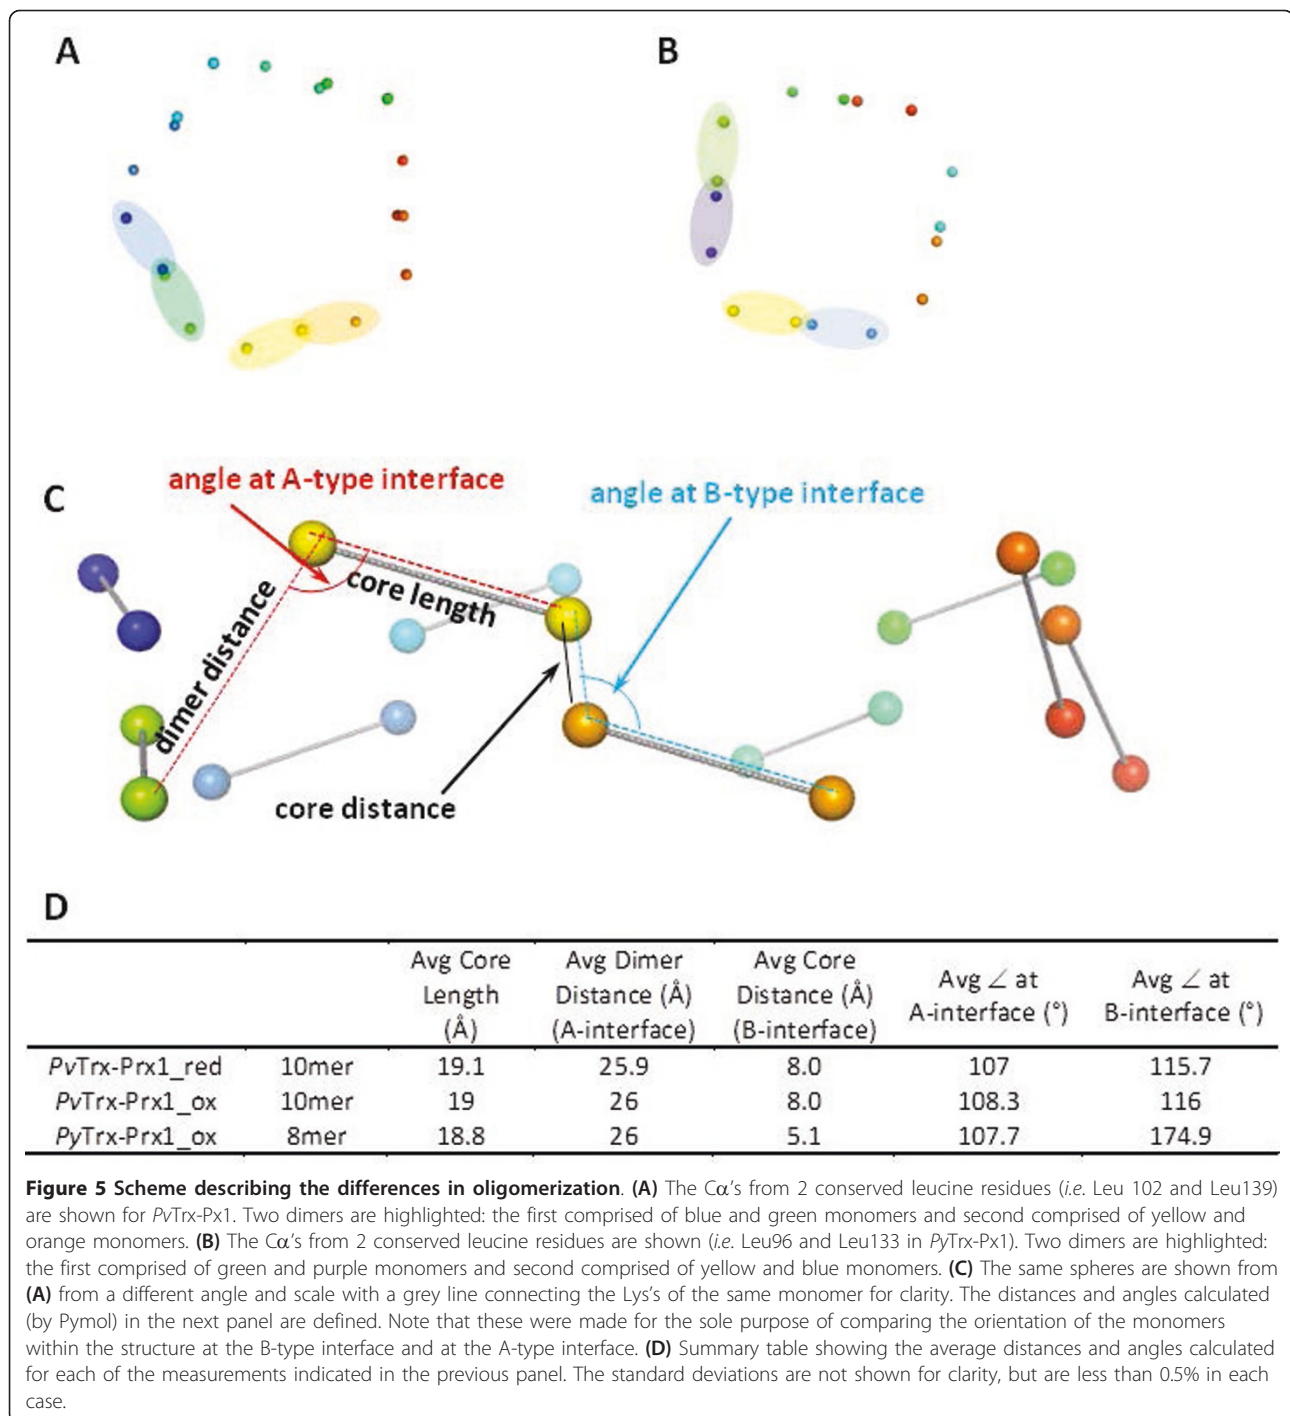 A
B
C
angle at A-type interface
angle at B-type interface
dimer distance
core length
core distance
D
Avg Core Length (Å)
Avg Dimer Distance (Å) (A-interface)
Avg Core Distance (Å) (B-interface)
Avg ∠ at A-interface (°)
Avg ∠ at B-interface (°)
PvTrx-Prx1_red 10mer 19.1 25.9 8.0 107 115.7
PvTrx-Prx1_ox 10mer 19 26 8.0 108.3 116
PyTrx-Prx1_ox 8mer 18.8 26 5.1 107.7 174.9
Figure 5 Scheme describing the differences in oligomerization. (A) The Cα's from 2 conserved leucine residues (i.e. Leu 102 and Leu139)
are shown for PvTrx-Px1. Two dimers are highlighted: the first comprised of blue and green monomers and second comprised of yellow and
orange monomers. (B) The Cα's from 2 conserved leucine residues are shown (i.e. Leu96 and Leu133 in PyTrx-Px1). Two dimers are highlighted:
the first comprised of green and purple monomers and second comprised of yellow and blue monomers. (C) The same spheres are shown from
(A) from a different angle and scale with a grey line connecting the Lys's of the same monomer for clarity. The distances and angles calculated
(by Pymol) in the next panel are defined. Note that these were made for the sole purpose of comparing the orientation of the monomers
within the structure at the B-type interface and at the A-type interface. (D) Summary table showing the average distances and angles calculated
for each of the measurements indicated in the previous panel. The standard deviations are not shown for clarity, but are less than 0.5% in each
case.